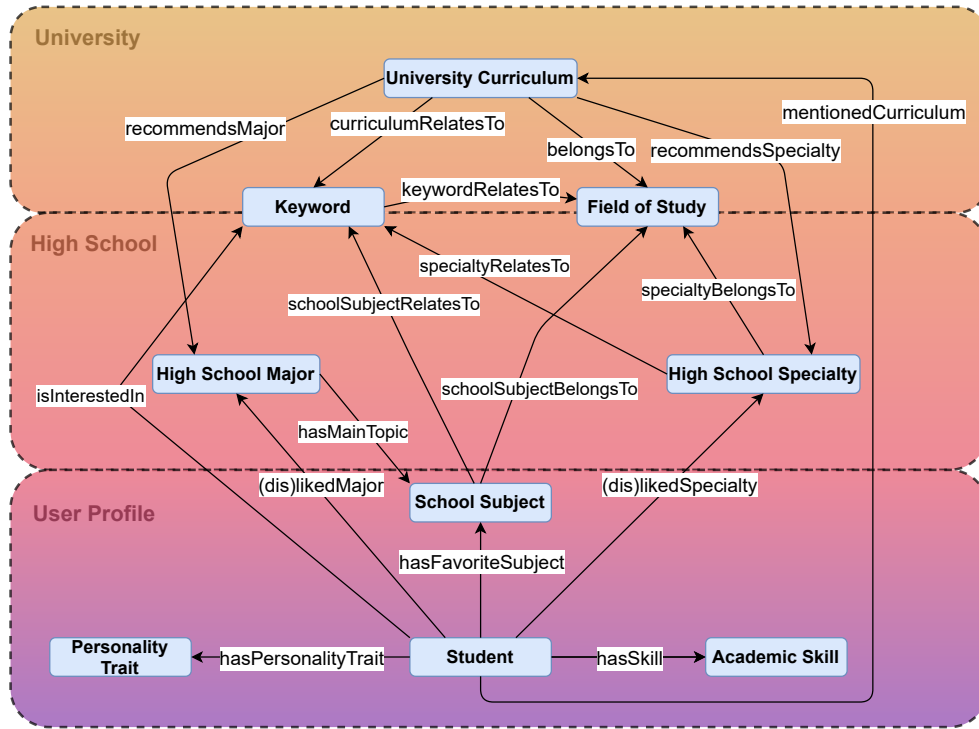 University
University Curriculum
mentionedCurriculum
recommendsMajor
curriculumRelatesTo
belongsTo
recommendsSpecialty
keywordRelatesTo
Keyword
Field of Study
High School
specialtyRelatesTo
specialtyBelongsTo
schoolSubjectRelatesTo
High School Major
High School Specialty
isInterestedIn
schoolSubjectBelongsTo
hasMainTopic
(dis)likedMajor
(dis)likedSpecialty
School Subject
User Profile
hasFavoriteSubject
Personality
Trait
hasPersonalityTrait
Student
hasSkill
Academic Skill